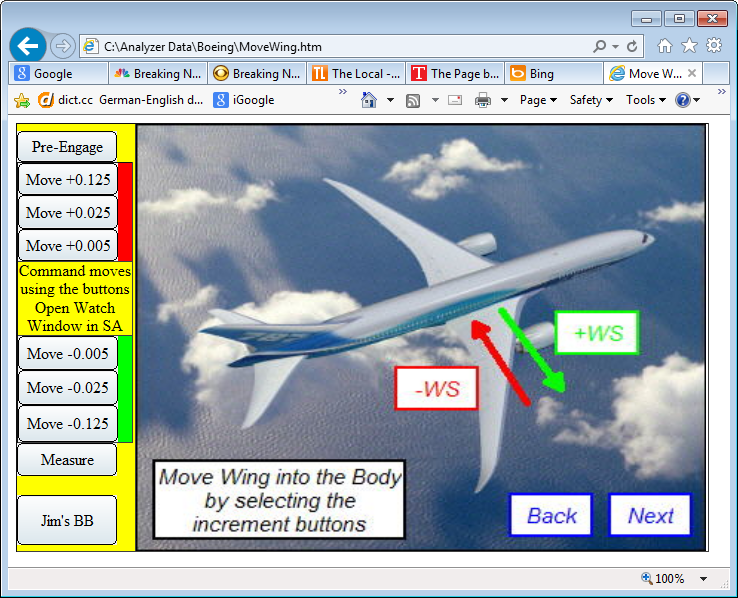 C:\Analyzer Data\Boeing\MoveWing.htm
Google
Breaking N...
Breaking N...
The Local -...
The Page b...
Bing
Move W...
dict.cc German-English d...
iGoogle
Page
Safety
Tools
Pre-Engage
Move +0.125
Move +0.025
Move +0.005
Command moves
using the buttons
Open Watch
Window in SA
Move -0.005
Move -0.025
Move -0.125
Measure
Jim's BB
787
+WS
-WS
Move Wing into the Body
by selecting the
increment buttons
Back
Next
100%